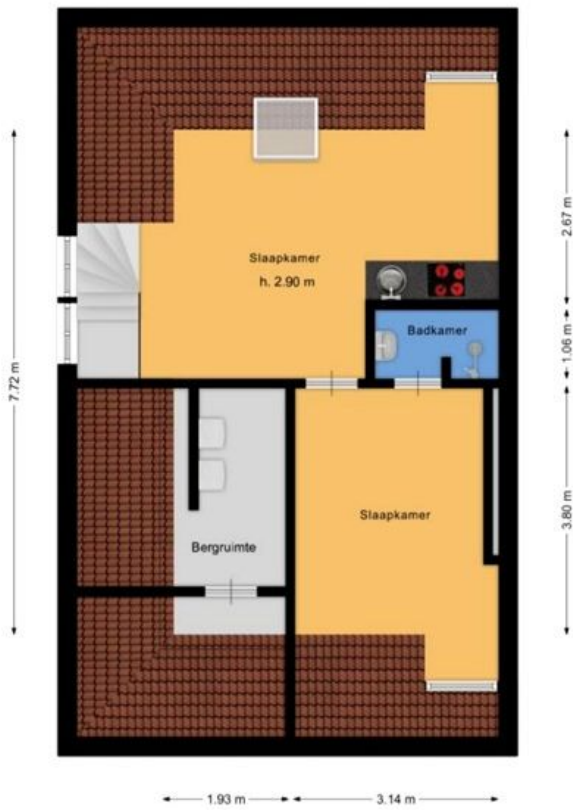 Slaapkamer
h. 2.90 m
Badkamer
Slaapkamer
Bergruimte
7.72 m
2.67 m
1.06 m
3.80 m
1.93 m
3.14 m